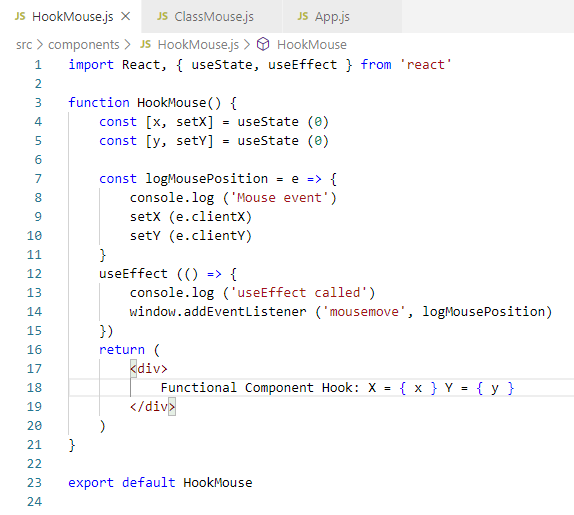 JS HookMouse.js × JS ClassMouse.js JS App.js
src > components > JS HookMouse.js > HookMouse
1 import React, { useState, useEffect } from 'react'
2
3 function HookMouse() {
4     const [x, setX] = useState (0)
5     const [y, setY] = useState (0)
6
7     const logMousePosition = e => {
8         console.log ('Mouse event')
9         setX (e.clientX)
10         setY (e.clientY)
11     }
12     useEffect (() => {
13         console.log ('useEffect called')
14         window.addEventListener ('mousemove', logMousePosition)
15     })
16     return (
17         <div>
18             Functional Component Hook: X = { x } Y = { y }
19         </div>
20     )
21 }
22
23 export default HookMouse
24